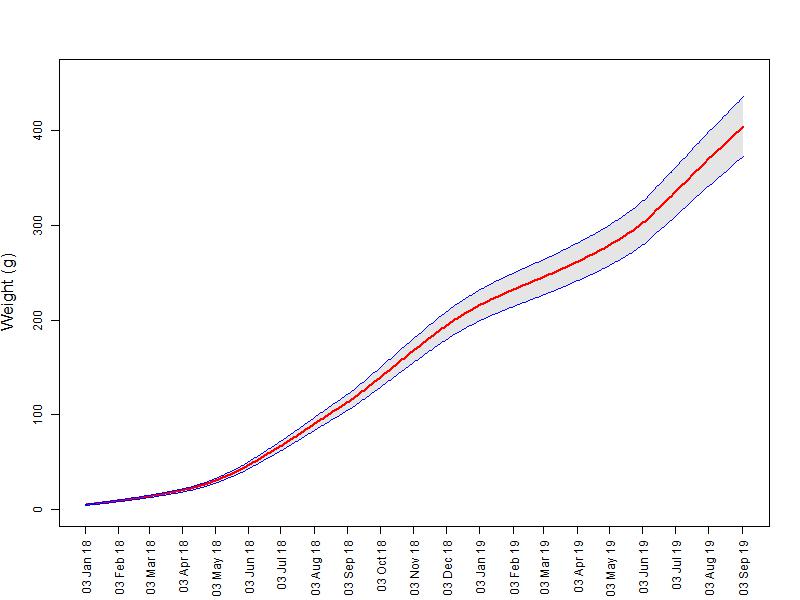 Weight (g)
400
300
200
100
0
03 Jan 18
03 Feb 18
03 Mar 18
03 Apr 18
03 May 18
03 Jun 18
03 Jul 18
03 Aug 18
03 Sep 18
03 Oct 18
03 Nov 18
03 Dec 18
03 Jan 19
03 Feb 19
03 Mar 19
03 Apr 19
03 May 19
03 Jun 19
03 Jul 19
03 Aug 19
03 Sep 19